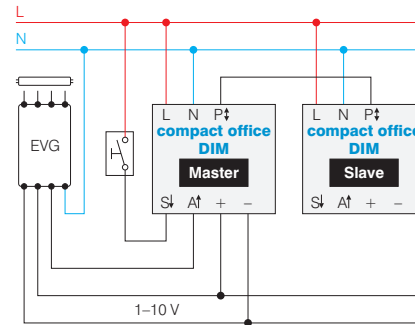 L
N
L N P↕
L N P↕
EVG
compact office
DIM
Master
compact office
DIM
Slave
S↓ A↑ + −
S↓ A↑ + −
1–10 V